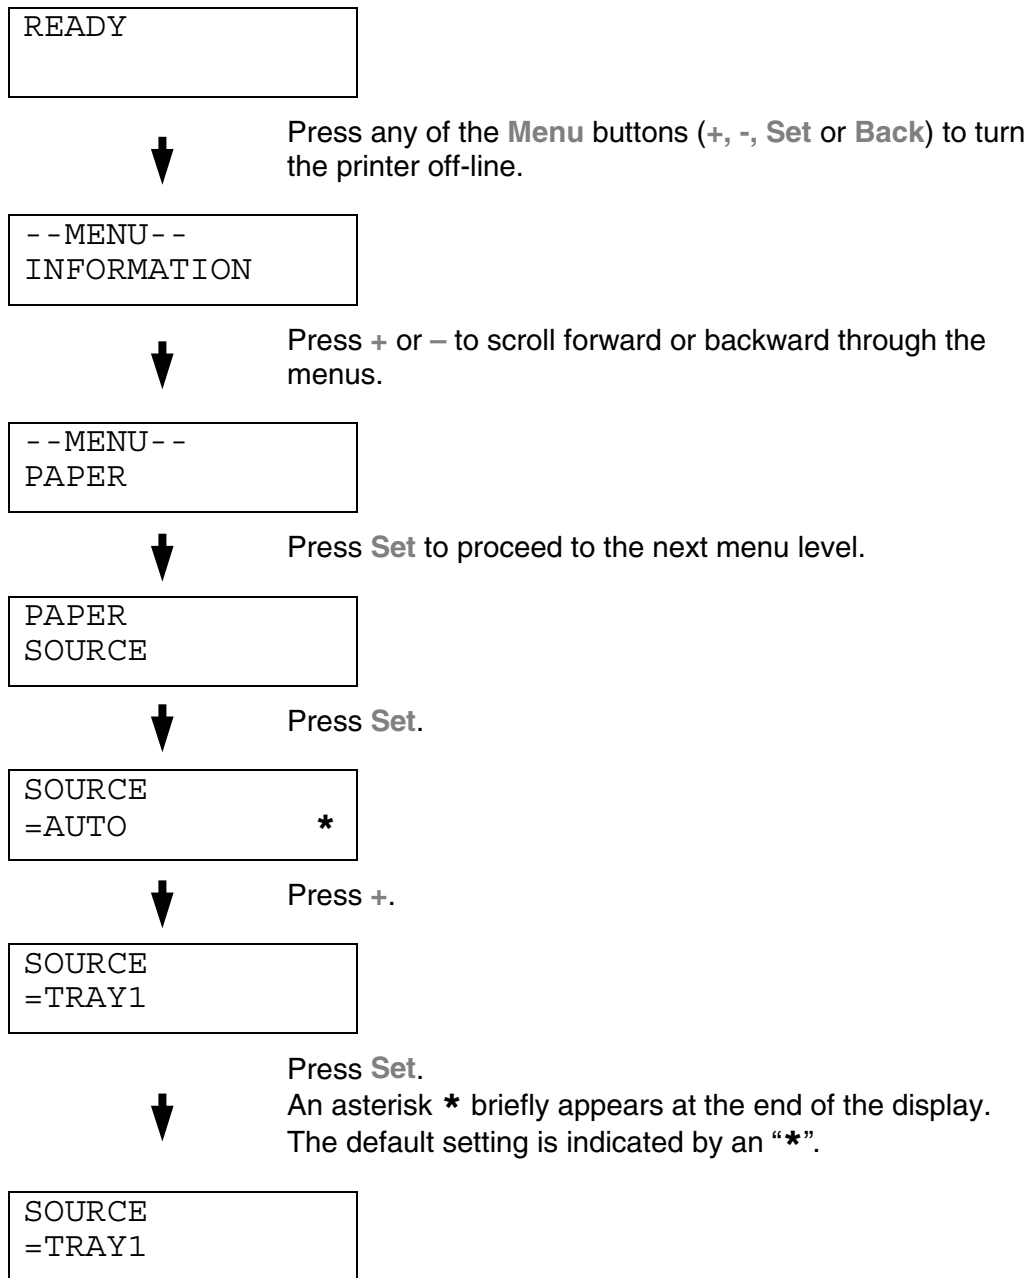 READY
Press any of the Menu buttons (+, -, Set or Back) to turn
the printer off-line.
--MENU--
INFORMATION
Press + or – to scroll forward or backward through the
menus.
--MENU--
PAPER
Press Set to proceed to the next menu level.
PAPER
SOURCE
Press Set.
SOURCE
=AUTO *
Press +.
SOURCE
=TRAY1
Press Set.
An asterisk * briefly appears at the end of the display.
The default setting is indicated by an “*”.
SOURCE
=TRAY1